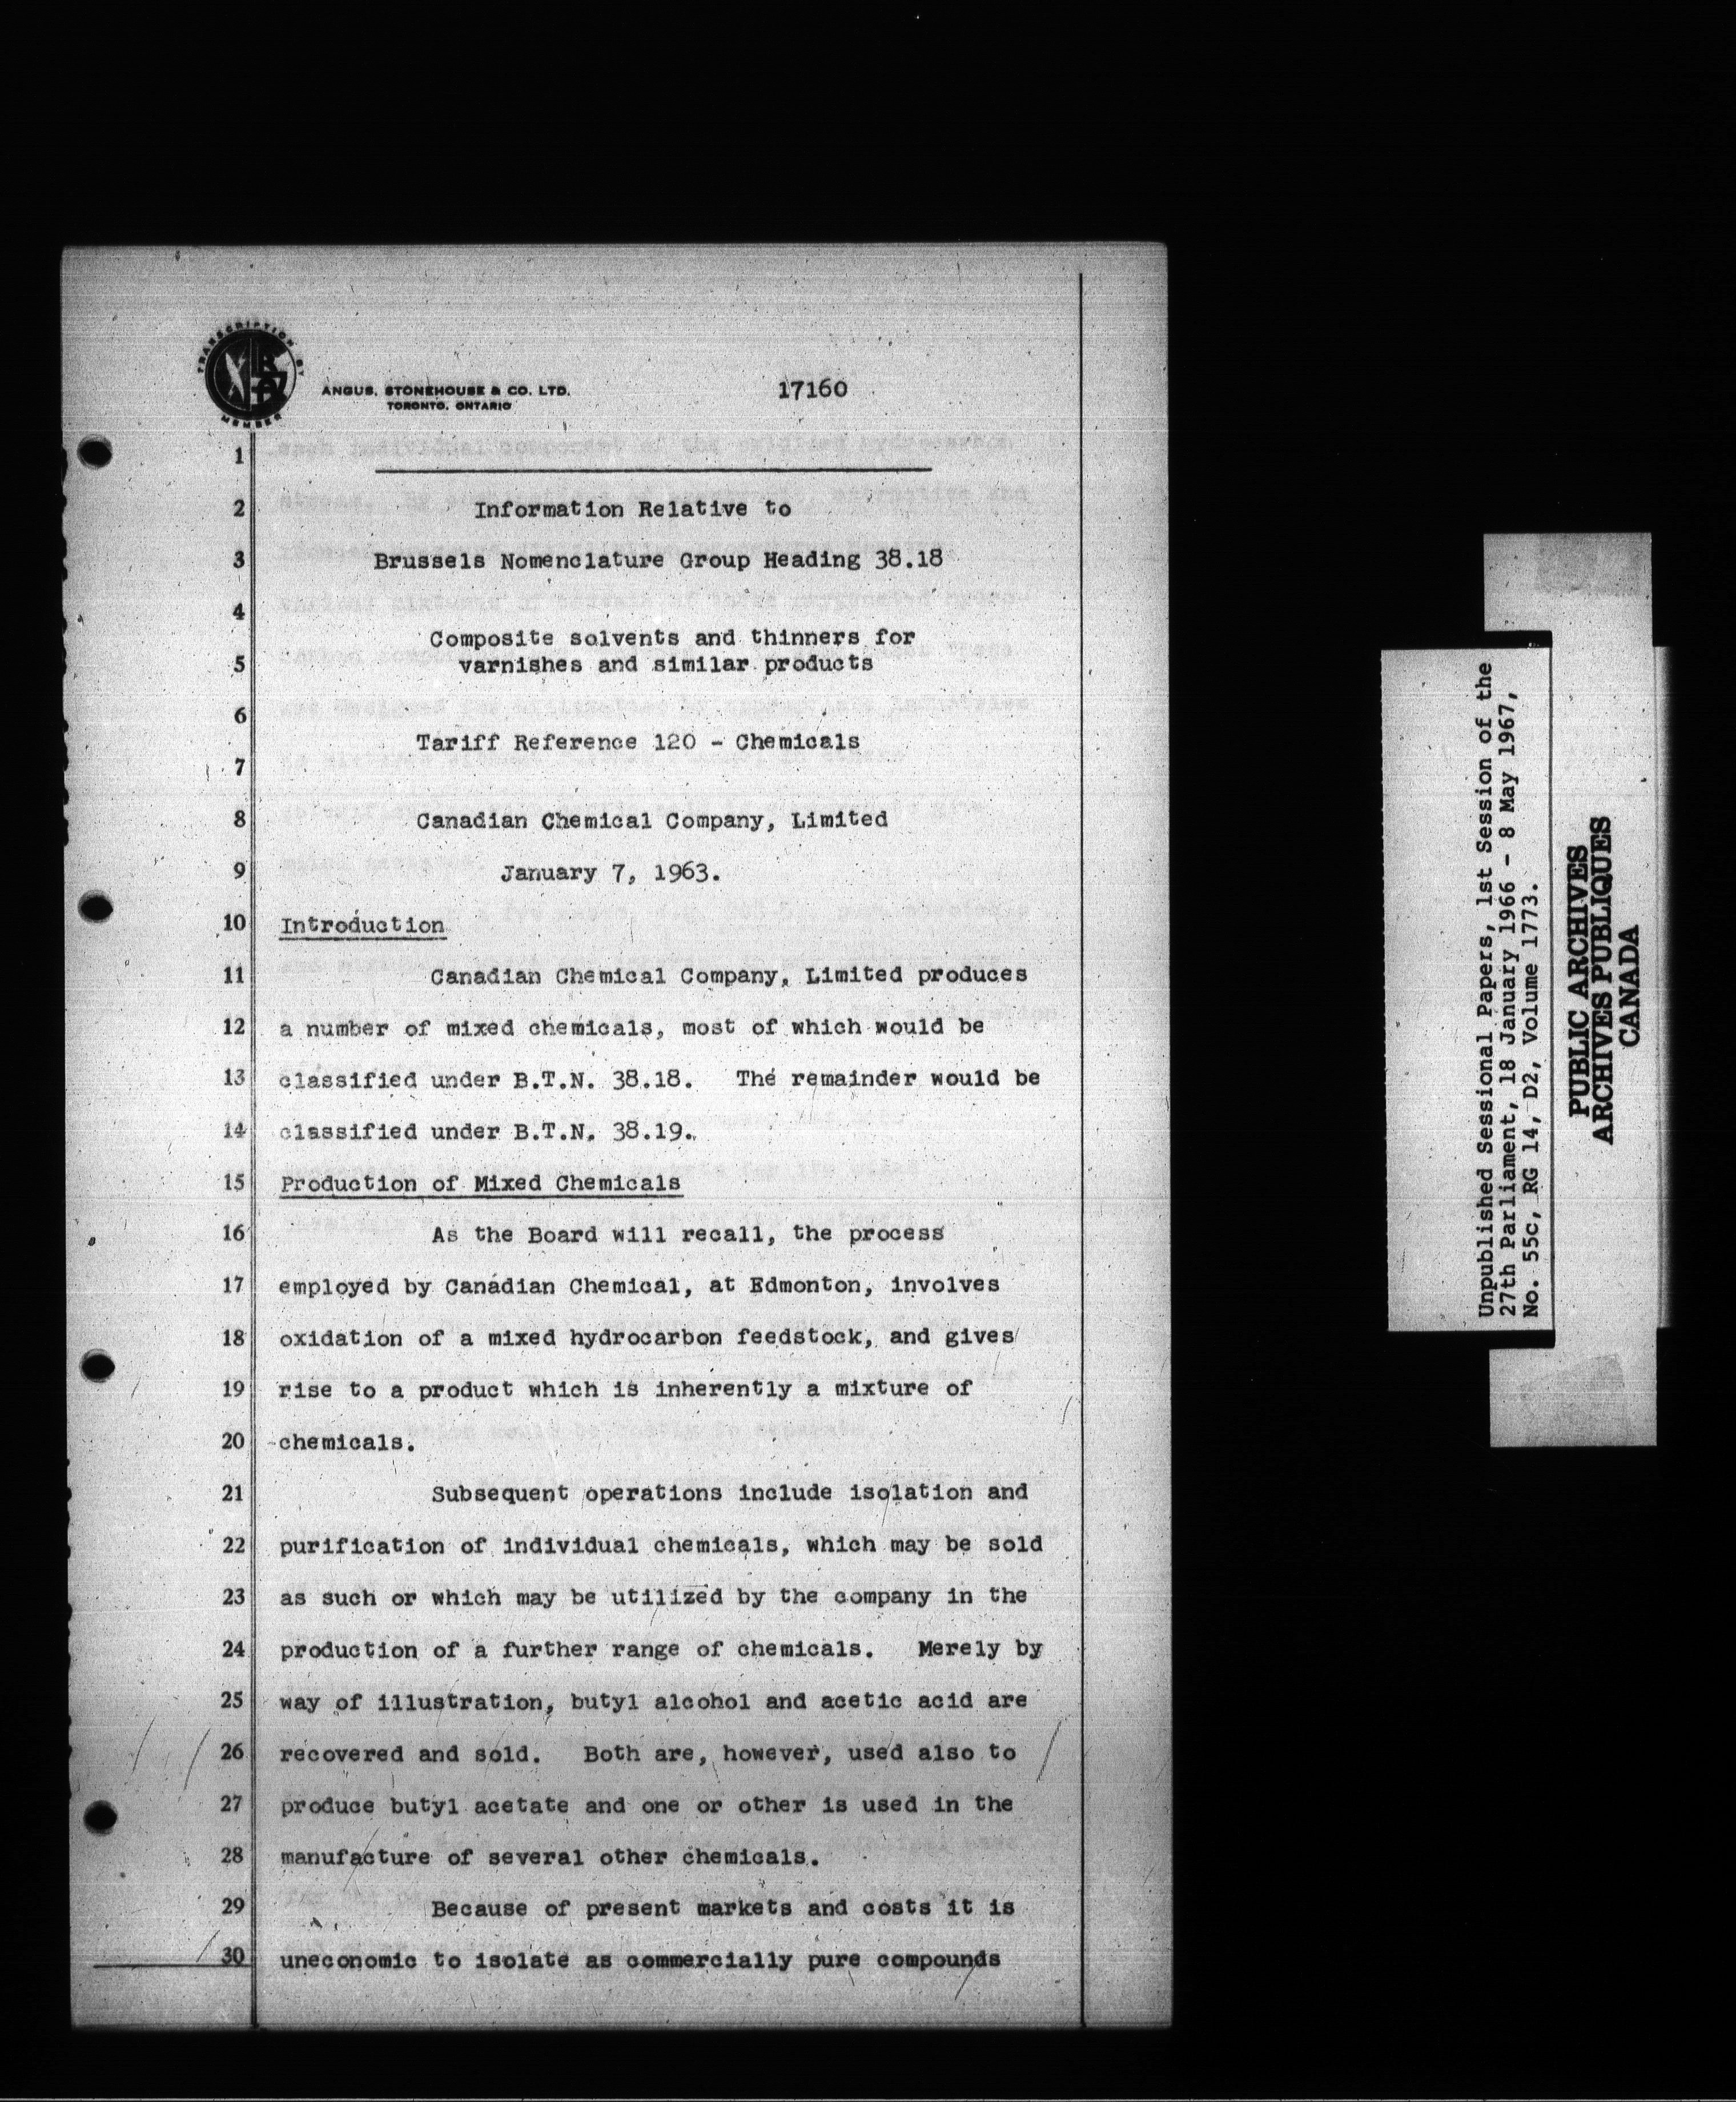 TRANSCRIPTION BY
MEMBER
ANGUS, STONEHOUSE & CO. LTD.
TORONTO, ONTARIO
17160
1
2 Information Relative to
3 Brussels Nomenclature Group Heading 38.18
4
Composite solvents and thinners for
5 varnishes and similar products
6
Tariff Reference 120 - Chemicals
7
8 Canadian Chemical Company, Limited
9 January 7, 1963.
10 Introduction
11 Canadian Chemical Company, Limited produces
12 a number of mixed chemicals, most of which would be
13 classified under B.T.N. 38.18. The remainder would be
14 classified under B.T.N. 38.19.
15 Production of Mixed Chemicals
16 As the Board will recall, the process
17 employed by Canadian Chemical, at Edmonton, involves
18 oxidation of a mixed hydrocarbon feedstock, and gives
19 rise to a product which is inherently a mixture of
20 chemicals.
21 Subsequent operations include isolation and
22 purification of individual chemicals, which may be sold
23 as such or which may be utilized by the company in the
24 production of a further range of chemicals. Merely by
25 way of illustration, butyl alcohol and acetic acid are
26 recovered and sold. Both are, however, used also to
27 produce butyl acetate and one or other is used in the
28 manufacture of several other chemicals.
29 Because of present markets and costs it is
30 uneconomic to isolate as commercially pure compounds
Unpublished Sessional Papers, 1st Session of the
27th Parliament, 18 January 1966 - 8 May 1967,
No. 55c, RG 14, D2, Volume 1773.
PUBLIC ARCHIVES
ARCHIVES PUBLIQUES
CANADA